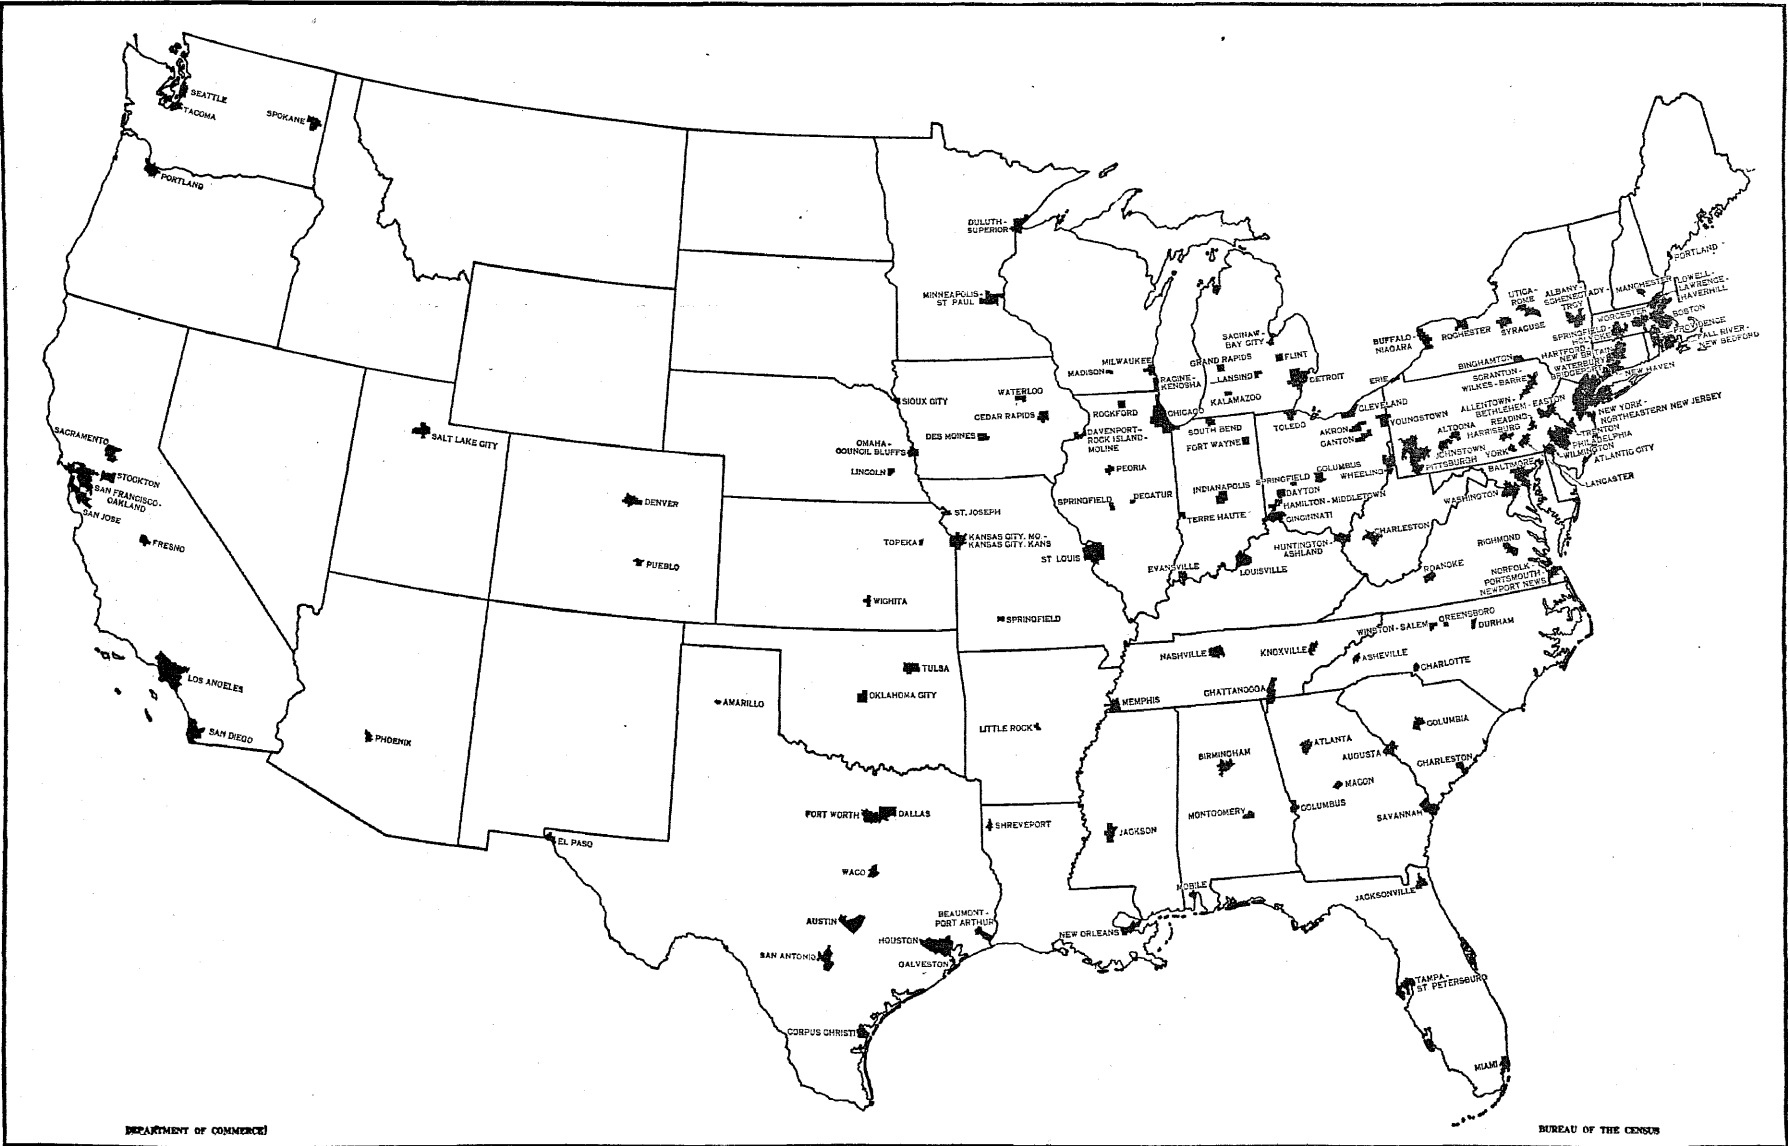 SEATTLE
TACOMA
SPOKANE
PORTLAND
SACRAMENTO
STOCKTON
SAN FRANCISCO-
OAKLAND
SAN JOSE
FRESNO
LOS ANGELES
SAN DIEGO
SALT LAKE CITY
PHOENIX
DENVER
PUEBLO
EL PASO
AMARILLO
DULUTH-
SUPERIOR
MINNEAPOLIS-
ST PAUL
SIOUX CITY
OMAHA-
COUNCIL BLUFFS
LINCOLN
DES MOINES
WATERLOO
CEDAR RAPIDS
ST. JOSEPH
TOPEKA
KANSAS CITY, MO.-
KANSAS CITY, KANS
WICHITA
ST LOUIS
SPRINGFIELD
TULSA
OKLAHOMA CITY
LITTLE ROCK
FORT WORTH
DALLAS
WACO
AUSTIN
SAN ANTONIO
HOUSTON
GALVESTON
BEAUMONT-
PORT ARTHUR
CORPUS CHRISTI
SHREVEPORT
NEW ORLEANS
JACKSON
MADISON
MILWAUKEE
RACINE-
KENOSHA
ROCKFORD
CHICAGO
DAVENPORT-
ROCK ISLAND-
MOLINE
PEORIA
SPRINGFIELD
DECATUR
SAGINAW-
BAY CITY
GRAND RAPIDS
FLINT
LANSING
DETROIT
KALAMAZOO
SOUTH BEND
FORT WAYNE
INDIANAPOLIS
TERRE HAUTE
EVANSVILLE
LOUISVILLE
TOLEDO
CLEVELAND
AKRON
CANTON
YOUNGSTOWN
COLUMBUS
SPRINGFIELD
DAYTON
HAMILTON-MIDDLETOWN
CINCINNATI
WHEELING
HUNTINGTON-
ASHLAND
CHARLESTON
ERIE
BUFFALO-
NIAGARA
ROCHESTER
SYRACUSE
UTICA-
ROME
ALBANY-
SCHENECTADY-
TROY
BINGHAMTON
PORTLAND -
MANCHESTER
LOWELL-
LAWRENCE-
HAVERHILL
WORCESTER
BOSTON
SPRINGFIELD-
HOLYOKE
PROVIDENCE
FALL RIVER-
NEW BEDFORD
HARTFORD-
NEW BRITAIN
WATERBURY
BRIDGEPORT
NEW HAVEN
SCRANTON-
WILKES-BARRE
ALLENTOWN-
BETHLEHEM-EASTON
NEW YORK -
NORTHEASTERN NEW JERSEY
ALTOONA
READING
HARRISBURG
JOHNSTOWN
PITTSBURGH
YORK
TRENTON
PHILADELPHIA
WILMINGTON
ATLANTIC CITY
LANCASTER
BALTIMORE
WASHINGTON
RICHMOND
ROANOKE
NORFOLK-
PORTSMOUTH-
NEWPORT NEWS
WINSTON-SALEM
GREENSBORO
DURHAM
ASHEVILLE
CHARLOTTE
NASHVILLE
KNOXVILLE
CHATTANOOGA
MEMPHIS
COLUMBIA
CHARLESTON
ATLANTA
AUGUSTA
MACON
COLUMBUS
SAVANNAH
BIRMINGHAM
MONTGOMERY
MOBILE
JACKSONVILLE
TAMPA-
ST PETERSBURG
MIAMI
DEPARTMENT OF COMMERCE
BUREAU OF THE CENSUS